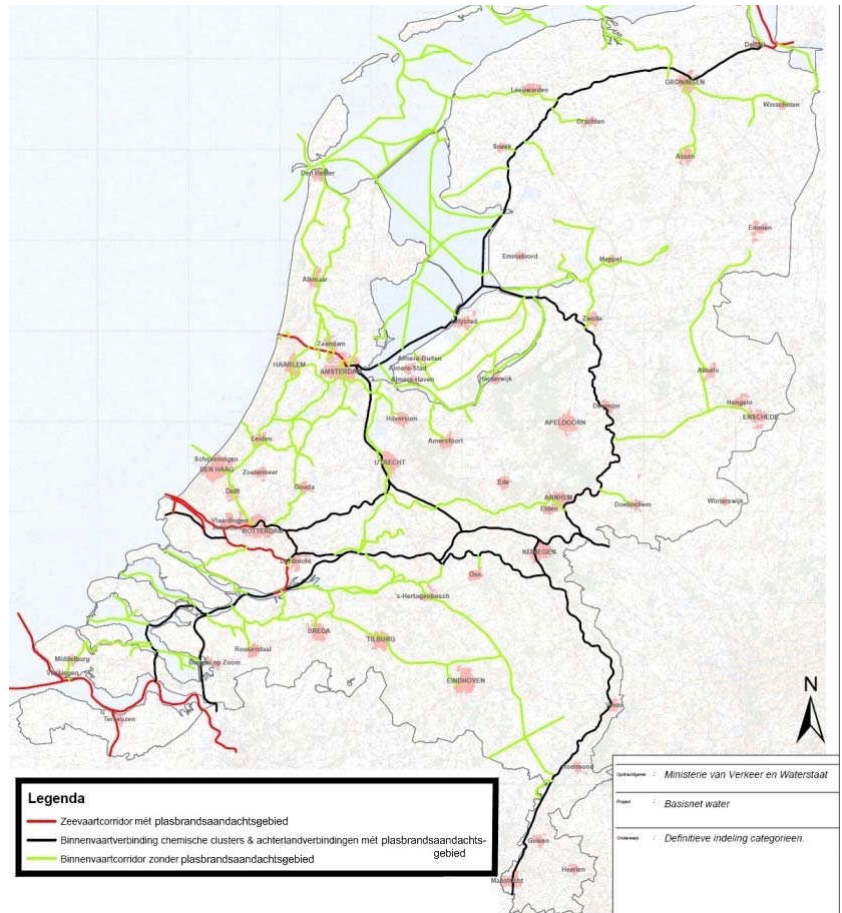 Delfzijl
GRONINGEN
Leeuwarden
Winschoten
Drachten
Sneek
Assen
Den Helder
Emmen
Emmeloord
Meppel
Alkmaar
Lelystad
Zwolle
Zaandam
Almere-Buiten
HAARLEM
AMSTERDAM
Almere-Stad
Almere-Haven
Harderwijk
Almelo
Hengelo
Deventer
ENSCHEDE
Hilversum
APELDOORN
Leiden
Amersfoort
Scheveningen
UTRECHT
DEN HAAG
Zoetermeer
Ede
Delft
Gouda
ARNHEM
Winterswijk
Elden
Doetinchem
Vlaardingen
ROTTERDAM
NIJMEGEN
Dordrecht
Oss
's-Hertogenbosch
BREDA
TILBURG
Roosendaal
Middelburg
Bergen op Zoom
Vlissingen
EINDHOVEN
Terneuzen
Venlo
N
Roermond
Geleen
Heerlen
Maastricht
Legenda
Zeevaartcorridor mét plasbrandsaandachtsgebied
Binnenvaartverbinding chemische clusters & achterlandverbindingen mét plasbrandsaandachts-
gebied
Binnenvaartcorridor zonder plasbrandsaandachtsgebied
Opdrachtgever : Ministerie van Verkeer en Waterstaat
Project : Basisnet water
Onderwerp : Definitieve indeling categorieen.